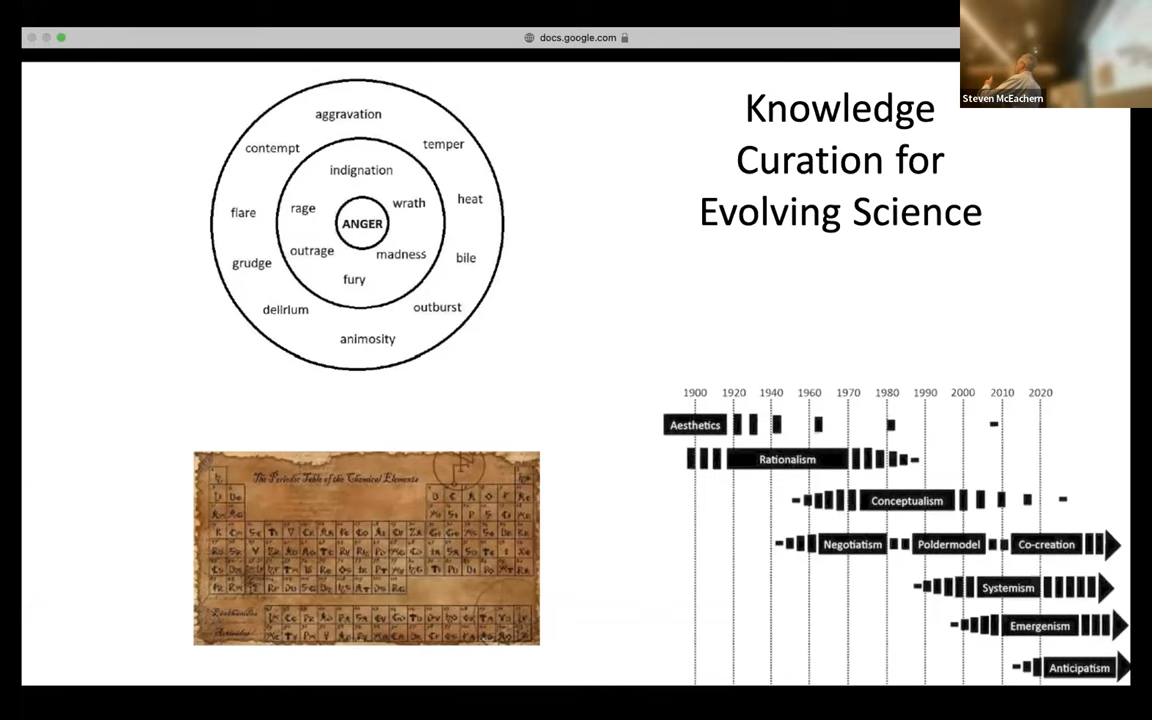 docs.google.com
Steven McEachern
Knowledge
Curation for
Evolving Science
aggravation
contempt
temper
indignation
flare
rage
wrath
heat
ANGER
outrage
madness
grudge
bile
fury
delirium
outburst
animosity
1900 1920 1940 1960 1970 1980 1990 2000 2010 2020
Aesthetics
Rationalism
Conceptualism
Negotiatism Poldermodel Co-creation
Systemism
Emergenism
Anticipatism
The Periodic Table of the Chemical Elements